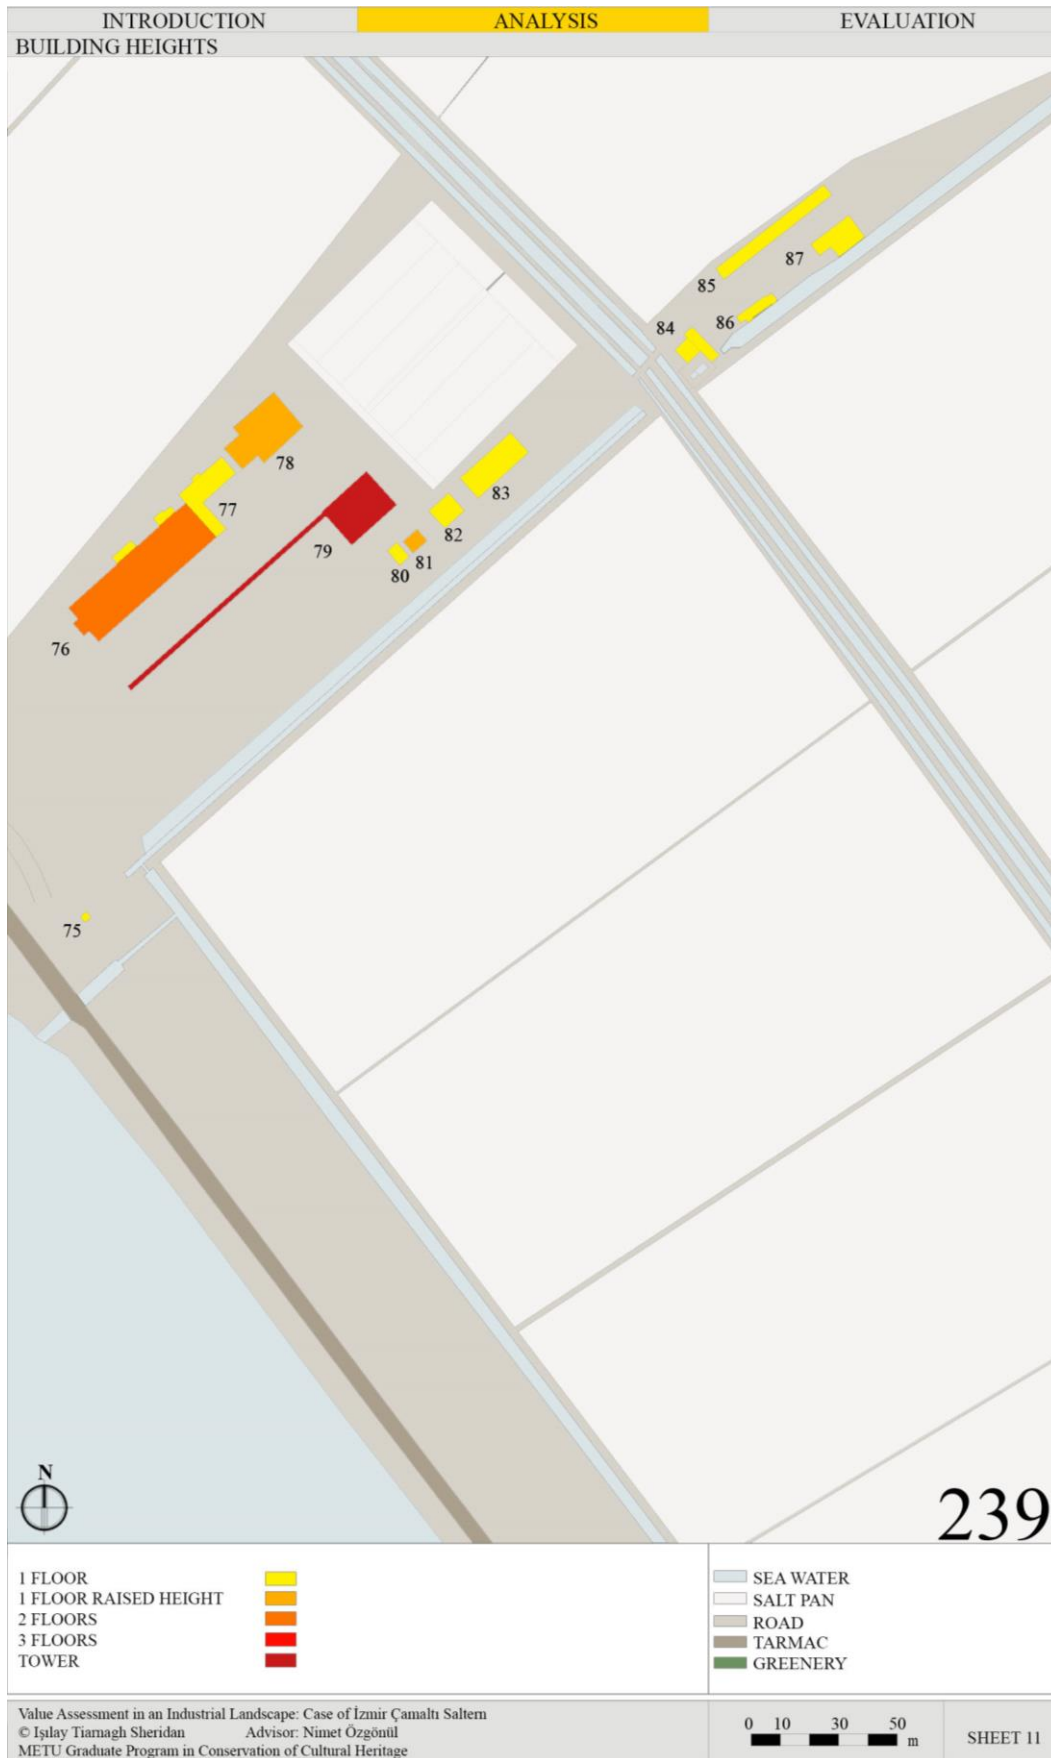 INTRODUCTION ANALYSIS EVALUATION
BUILDING HEIGHTS
87
85
86
84
78
83
77
82
79
81
80
76
75
N
239
1 FLOOR
1 FLOOR RAISED HEIGHT
2 FLOORS
3 FLOORS
TOWER
SEA WATER
SALT PAN
ROAD
TARMAC
GREENERY
Value Assessment in an Industrial Landscape: Case of İzmir Çamaltı Saltern
© Işılay Tiarnagh Sheridan Advisor: Nimet Özgönül
METU Graduate Program in Conservation of Cultural Heritage
0 10 30 50
m
SHEET 11